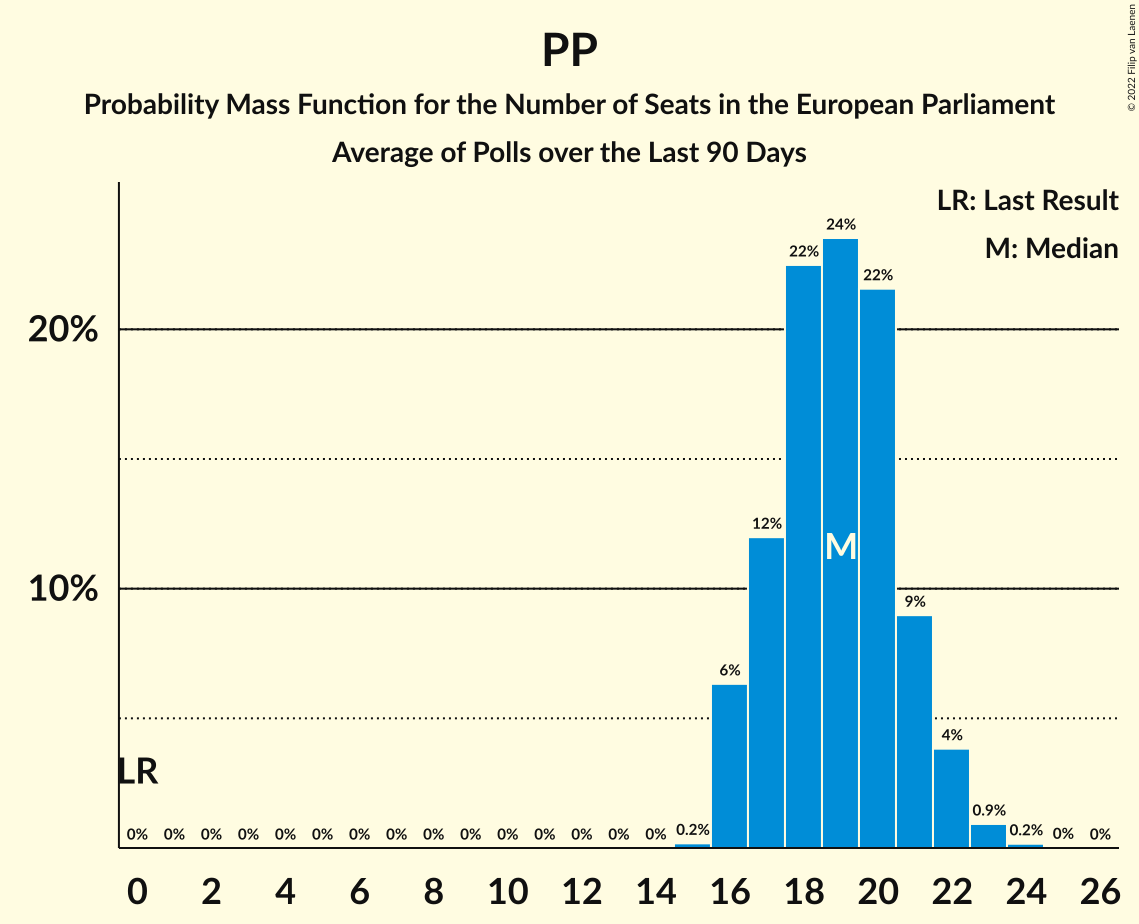 PP
Probability Mass Function for the Number of Seats in the European Parliament
Average of Polls over the Last 90 Days
© 2022 Filip van Laenen
LR: Last Result
M: Median
20%
10%
0% 0% 0% 0% 0% 0% 0% 0% 0% 0% 0% 0% 0% 0% 0% 0.2% 6% 12% 22% 24% 22% 9% 4% 0.9% 0.2% 0% 0%
M
LR
0 2 4 6 8 10 12 14 16 18 20 22 24 26